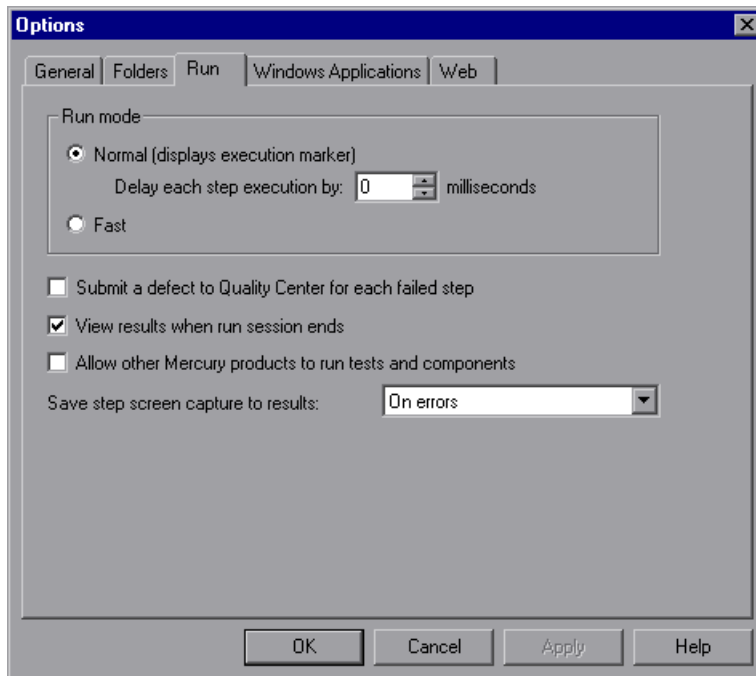 Options
General Folders Run Windows Applications Web
Run mode
Normal (displays execution marker)
Delay each step execution by: 0 milliseconds
Fast
Submit a defect to Quality Center for each failed step
View results when run session ends
Allow other Mercury products to run tests and components
Save step screen capture to results: On errors
OK Cancel Apply Help